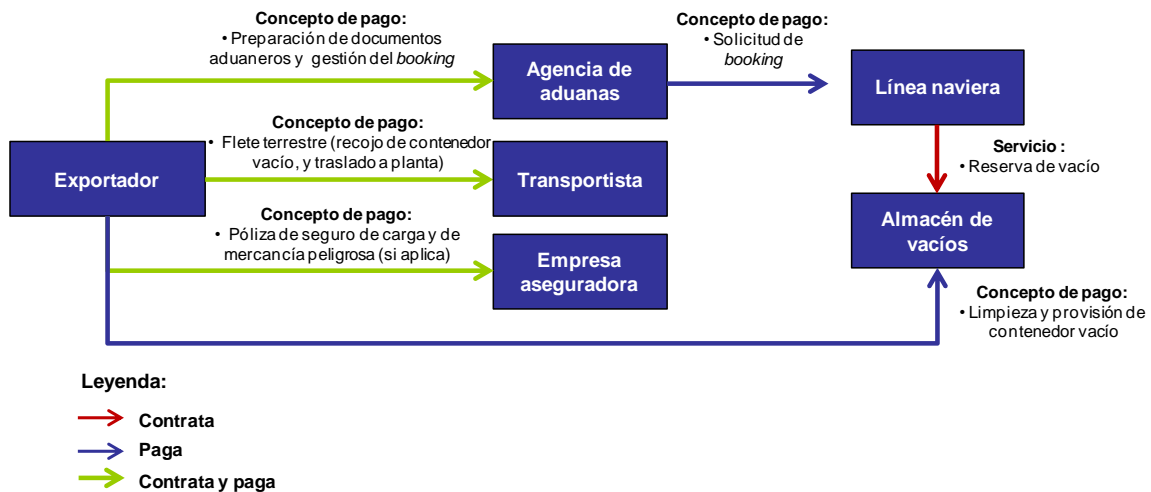 Concepto de pago:
• Preparación de documentos
aduaneros y gestión del booking
Agencia de
aduanas
Concepto de pago:
• Solicitud de
booking
Línea naviera
Concepto de pago:
• Flete terrestre (recojo de contenedor
vacío, y traslado a planta)
Exportador
Transportista
Servicio :
• Reserva de vacío
Concepto de pago:
• Póliza de seguro de carga y de
mercancía peligrosa (si aplica)
Empresa
aseguradora
Almacén de
vacíos
Concepto de pago:
• Limpieza y provisión de
contenedor vacío
Leyenda:
Contrata
Paga
Contrata y paga